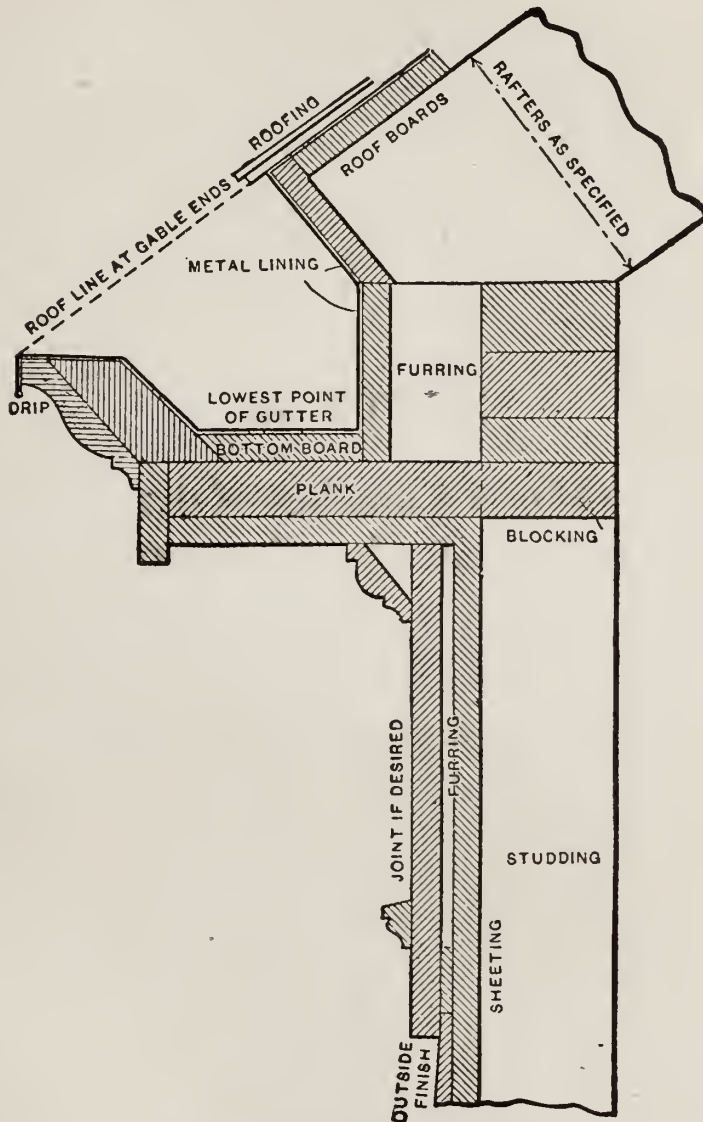 ROOFING
ROOF BOARDS
RAFTERS AS SPECIFIED
ROOF LINE AT GABLE ENDS
METAL LINING
FURRING
LOWEST POINT
OF GUTTER
DRIP
BOTTOM BOARD
PLANK
BLOCKING
JOINT IF DESIRED
FURRING
STUDDING
SHEETING
OUTSIDE
FINISH